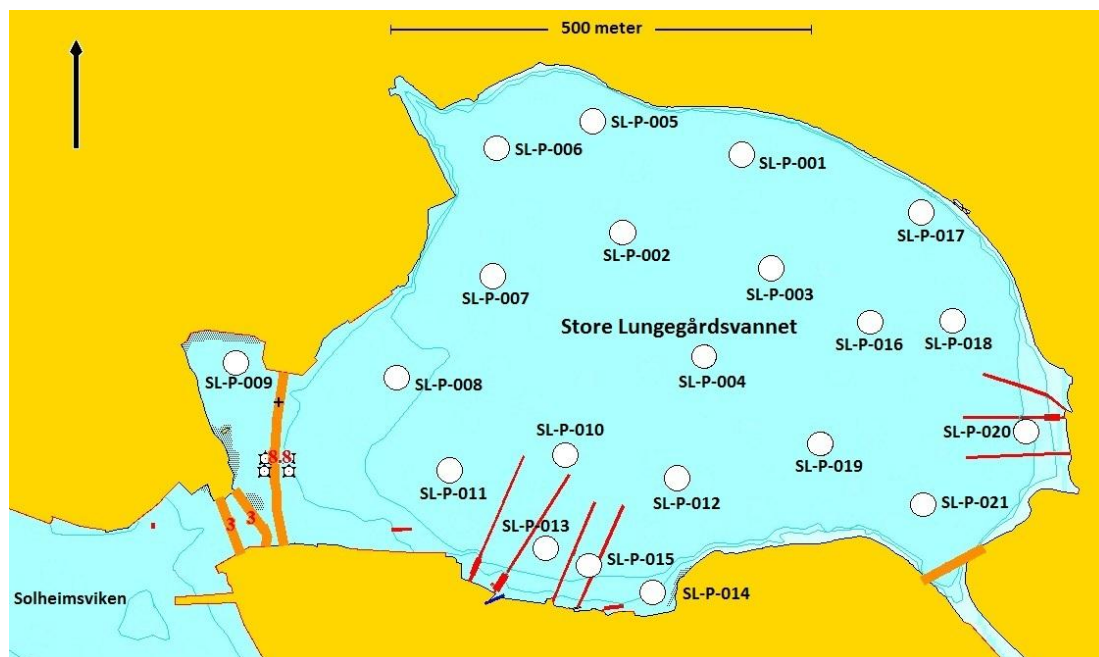 500 meter
SL-P-005
SL-P-006
SL-P-001
SL-P-017
SL-P-002
SL-P-007
SL-P-003
Store Lungegårdsvannet
SL-P-016
SL-P-018
SL-P-009
SL-P-008
SL-P-004
SL-P-010
SL-P-020
8.8
SL-P-019
SL-P-011
SL-P-012
SL-P-021
3
3
SL-P-013
SL-P-015
Solheimsviken
SL-P-014